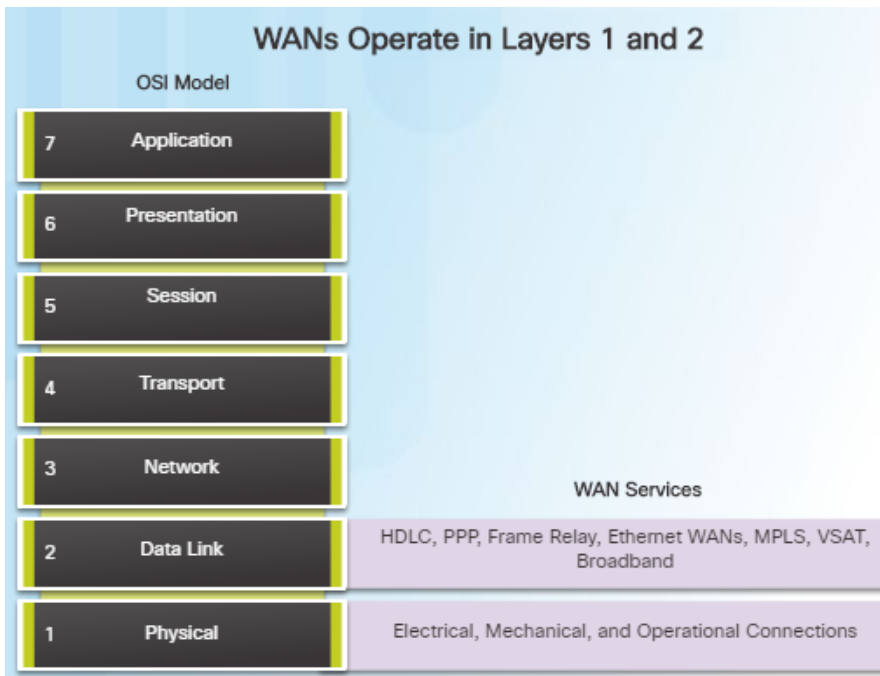 WANs Operate in Layers 1 and 2
OSI Model
7 Application
6 Presentation
5 Session
4 Transport
3 Network
WAN Services
2 Data Link
HDLC, PPP, Frame Relay, Ethernet WANs, MPLS, VSAT,
Broadband
1 Physical
Electrical, Mechanical, and Operational Connections